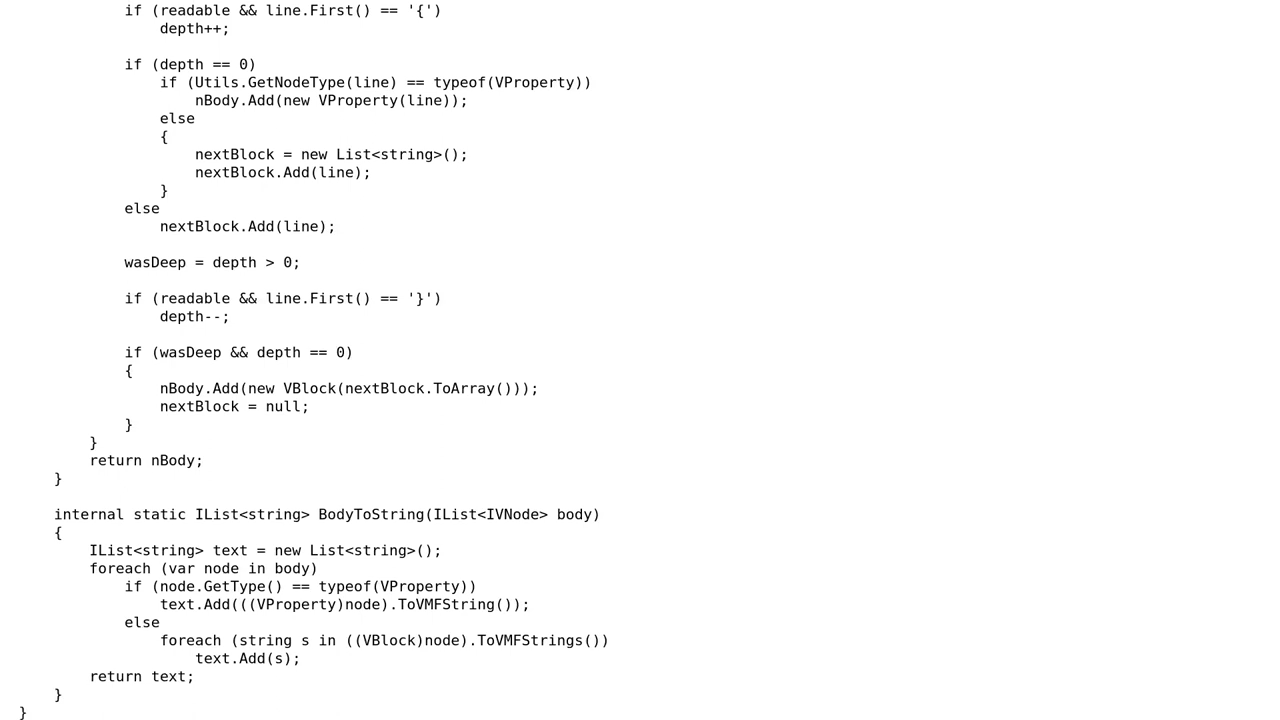 if (readable && line.First() == '{')
                depth++;

            if (depth == 0)
                if (Utils.GetNodeType(line) == typeof(VProperty))
                    nBody.Add(new VProperty(line));
                else
                {
                    nextBlock = new List<string>();
                    nextBlock.Add(line);
                }
            else
                nextBlock.Add(line);

            wasDeep = depth > 0;

            if (readable && line.First() == '}')
                depth--;

            if (wasDeep && depth == 0)
            {
                nBody.Add(new VBlock(nextBlock.ToArray()));
                nextBlock = null;
            }
        }
        return nBody;
    }

    internal static IList<string> BodyToString(IList<IVNode> body)
    {
        IList<string> text = new List<string>();
        foreach (var node in body)
            if (node.GetType() == typeof(VProperty))
                text.Add(((VProperty)node).ToVMFString());
            else
                foreach (string s in ((VBlock)node).ToVMFStrings())
                    text.Add(s);
        return text;
    }
}